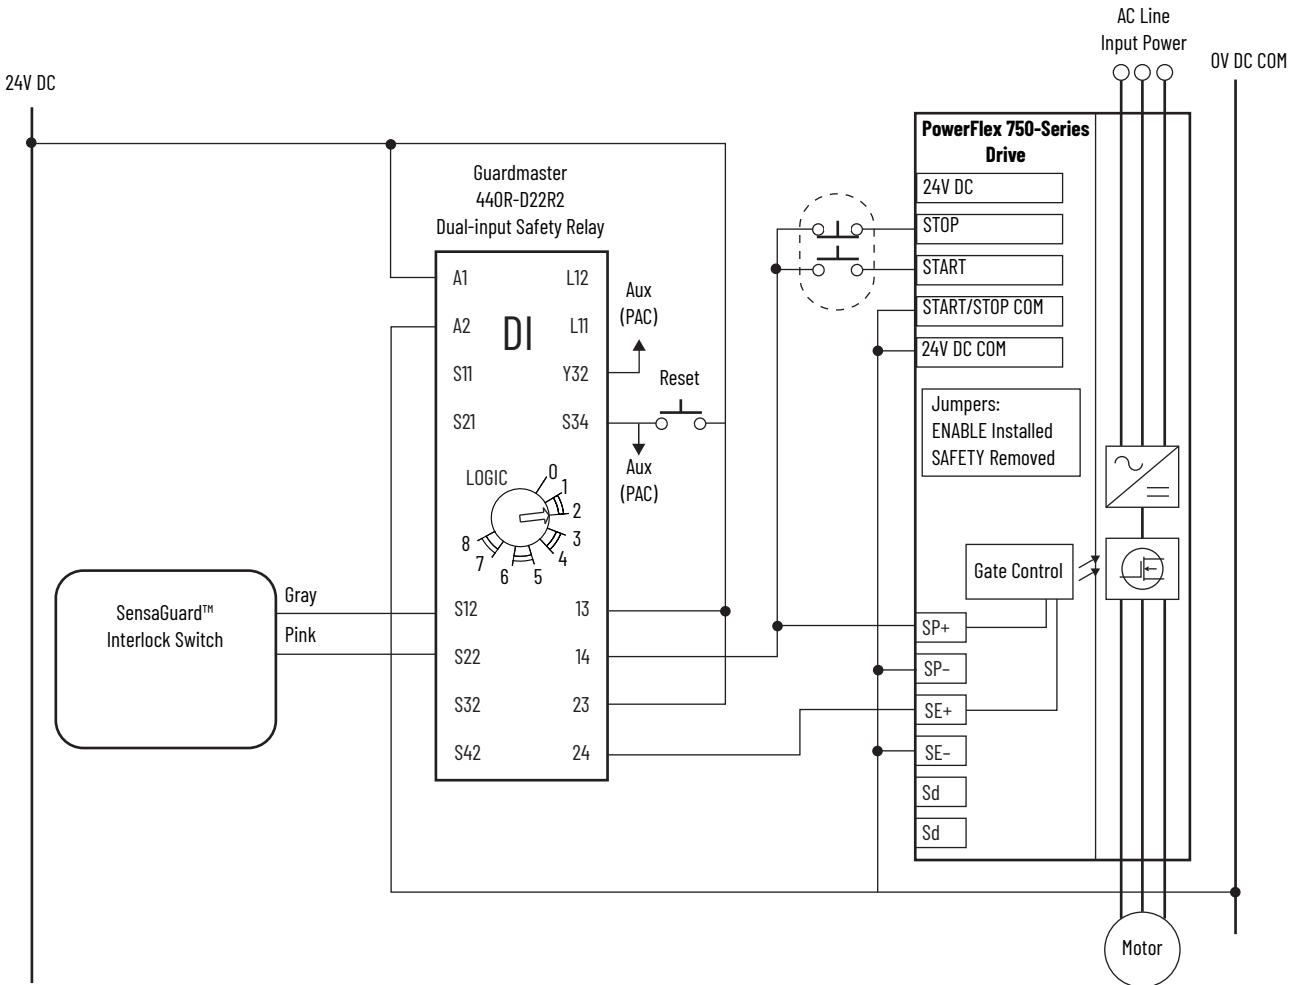 AC Line
Input Power
0V DC COM
24V DC
PowerFlex 750-Series
Drive
24V DC
STOP
START
START/STOP COM
24V DC COM
Jumpers:
ENABLE Installed
SAFETY Removed
Gate Control
SP+
SP–
SE+
SE–
Sd
Sd
Motor
Guardmaster
440R-D22R2
Dual-input Safety Relay
A1
L12
A2
DI
L11
S11
Y32
S21
S34
Aux
(PAC)
Reset
Aux
(PAC)
LOGIC
0
1
2
3
4
5
6
7
8
S12
13
S22
14
S32
23
S42
24
SensaGuard™
Interlock Switch
Gray
Pink